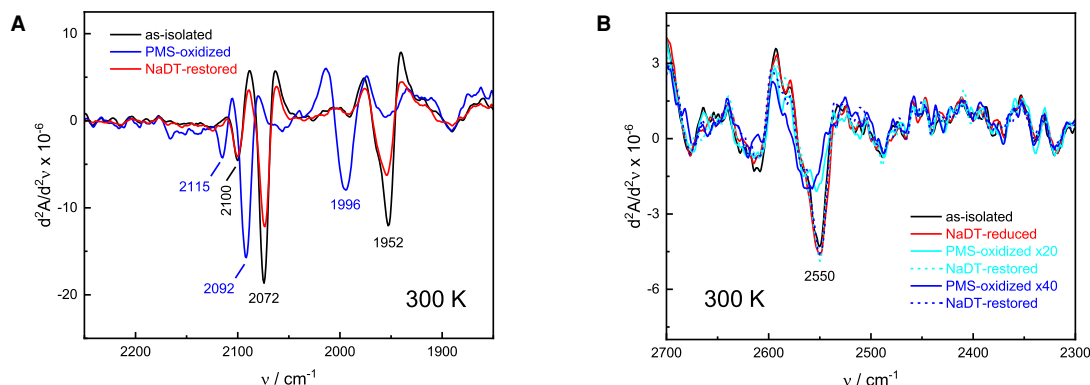 A
as-isolated
PMS-oxidized
NaDT-restored
d²A/d²ν x 10⁻⁶
10
0
-10
-20
2115
2100
2092
2072
1996
1952
300 K
2200
2100
2000
1900
ν / cm⁻¹
B
d²A/d²ν x 10⁻⁶
3
0
-3
-6
2550
as-isolated
NaDT-reduced
PMS-oxidized x20
NaDT-restored
PMS-oxidized x40
NaDT-restored
300 K
2700
2600
2500
2400
2300
ν / cm⁻¹